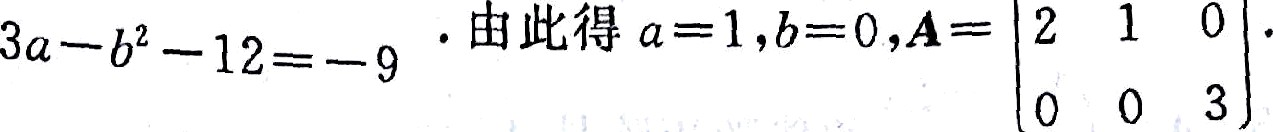 3a-b²-12=-9 .由此得 a=1,b=0,A= 2 1 0 .
0 0 3